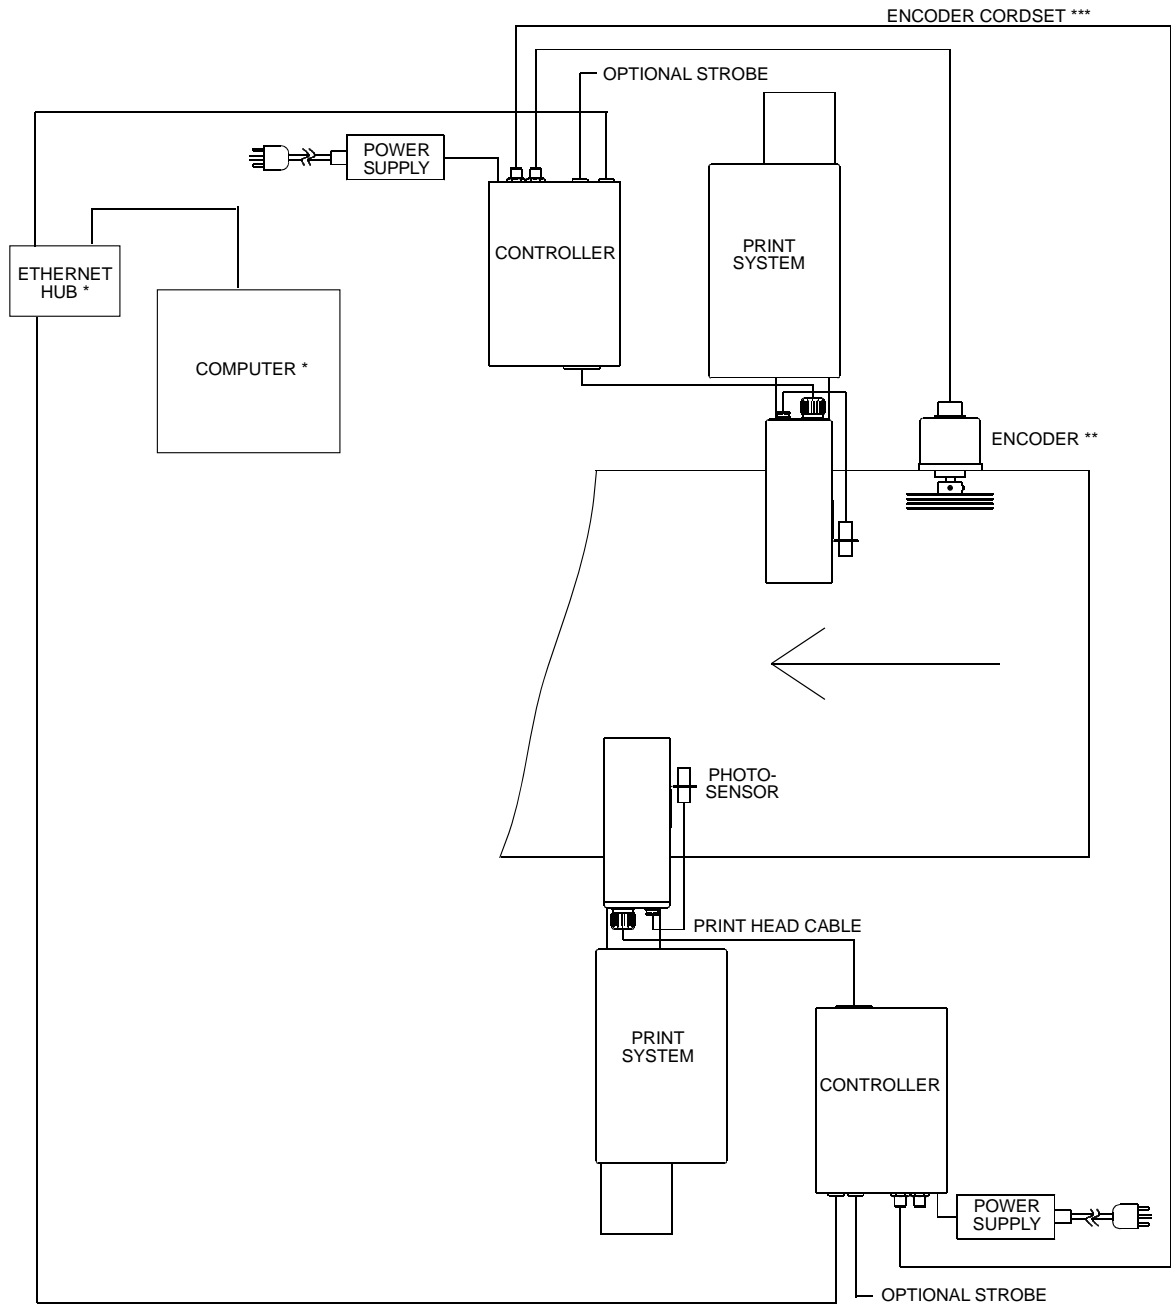 ENCODER CORDSET ***
OPTIONAL STROBE
POWER
SUPPLY
CONTROLLER
PRINT
SYSTEM
ETHERNET
HUB *
COMPUTER *
ENCODER **
PHOTO-
SENSOR
PRINT HEAD CABLE
PRINT
SYSTEM
CONTROLLER
POWER
SUPPLY
OPTIONAL STROBE